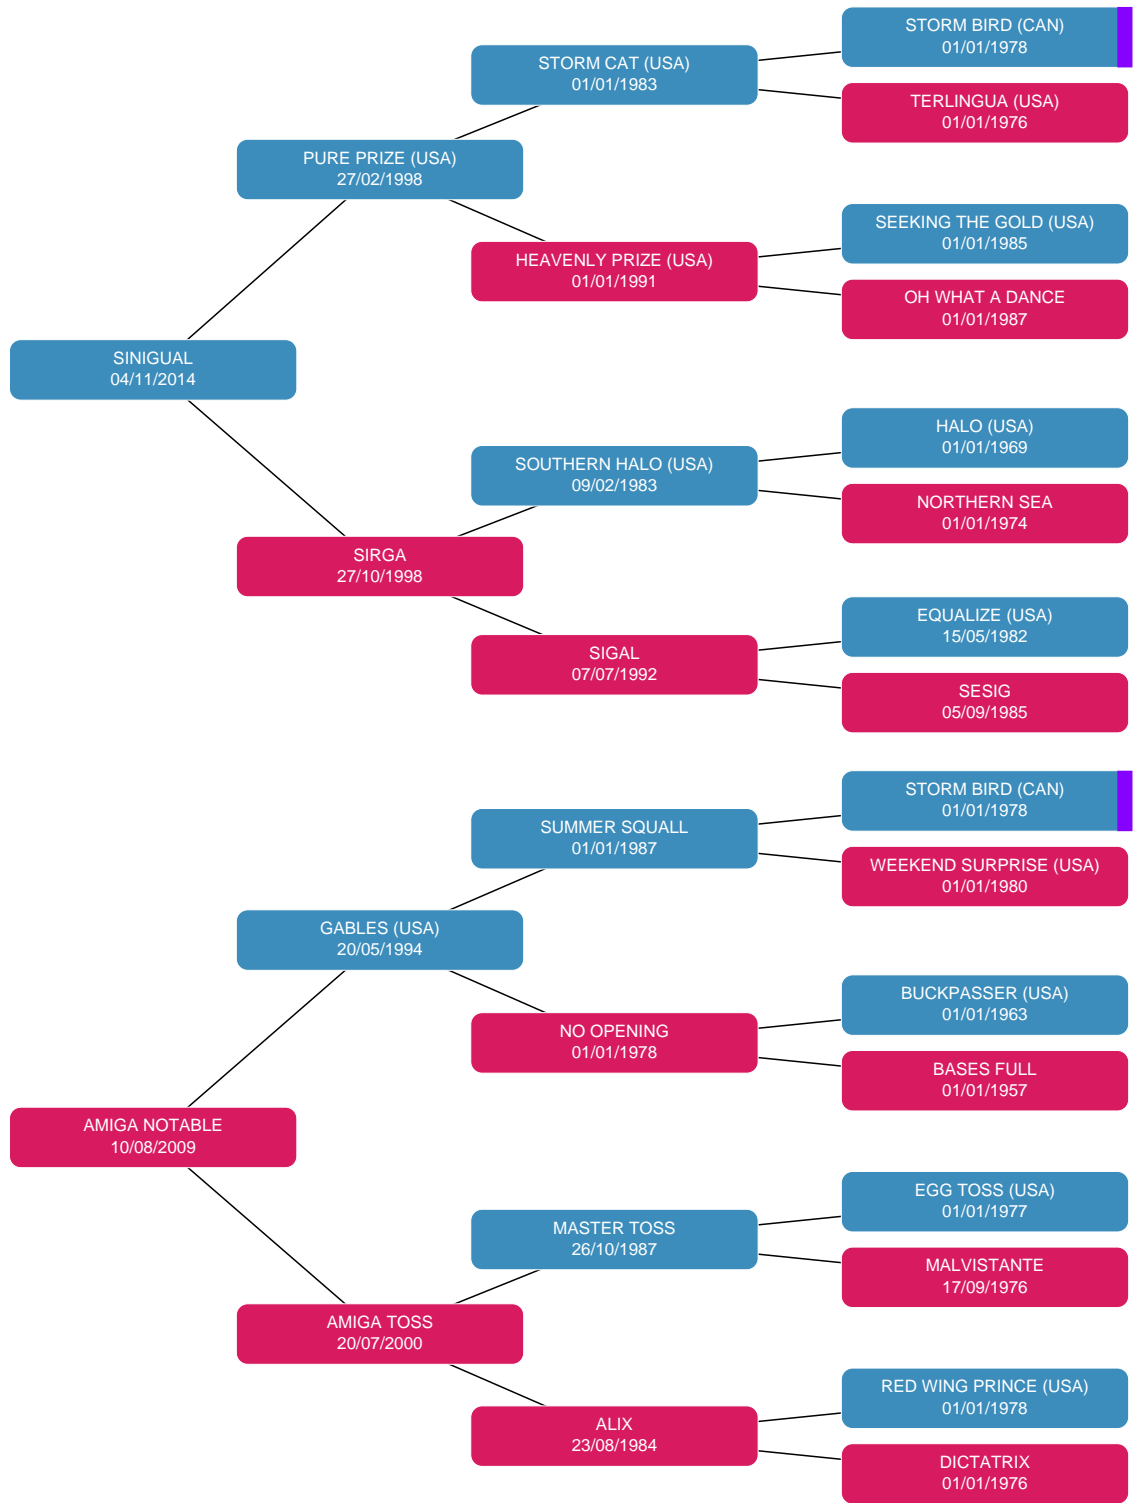 STORM BIRD (CAN)
01/01/1978
STORM CAT (USA)
01/01/1983
TERLINGUA (USA)
01/01/1976
PURE PRIZE (USA)
27/02/1998
SEEKING THE GOLD (USA)
01/01/1985
HEAVENLY PRIZE (USA)
01/01/1991
OH WHAT A DANCE
01/01/1987
SINIGUAL
04/11/2014
HALO (USA)
01/01/1969
SOUTHERN HALO (USA)
09/02/1983
NORTHERN SEA
01/01/1974
SIRGA
27/10/1998
EQUALIZE (USA)
15/05/1982
SIGAL
07/07/1992
SESIG
05/09/1985
STORM BIRD (CAN)
01/01/1978
SUMMER SQUALL
01/01/1987
WEEKEND SURPRISE (USA)
01/01/1980
GABLES (USA)
20/05/1994
BUCKPASSER (USA)
01/01/1963
NO OPENING
01/01/1978
BASES FULL
01/01/1957
AMIGA NOTABLE
10/08/2009
EGG TOSS (USA)
01/01/1977
MASTER TOSS
26/10/1987
MALVISTANTE
17/09/1976
AMIGA TOSS
20/07/2000
RED WING PRINCE (USA)
01/01/1978
ALIX
23/08/1984
DICTATRIX
01/01/1976